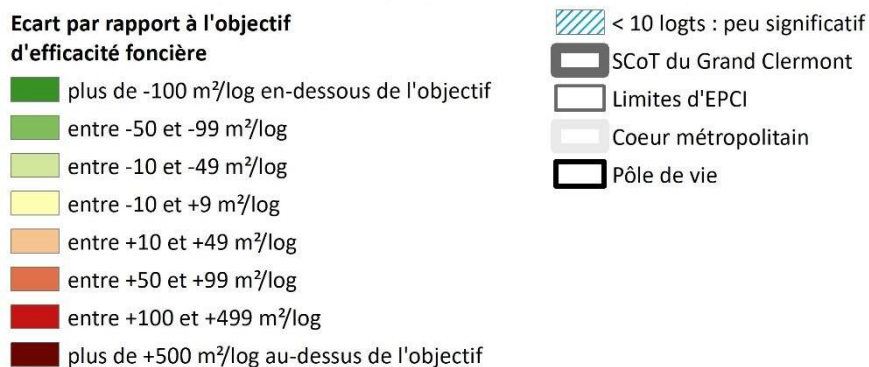 Ecart par rapport à l'objectif
d'efficacité foncière
plus de -100 m²/log en-dessous de l'objectif
entre -50 et -99 m²/log
entre -10 et -49 m²/log
entre -10 et +9 m²/log
entre +10 et +49 m²/log
entre +50 et +99 m²/log
entre +100 et +499 m²/log
plus de +500 m²/log au-dessus de l'objectif
< 10 logts : peu significatif
SCoT du Grand Clermont
Limites d'EPCI
Coeur métropolitain
Pôle de vie